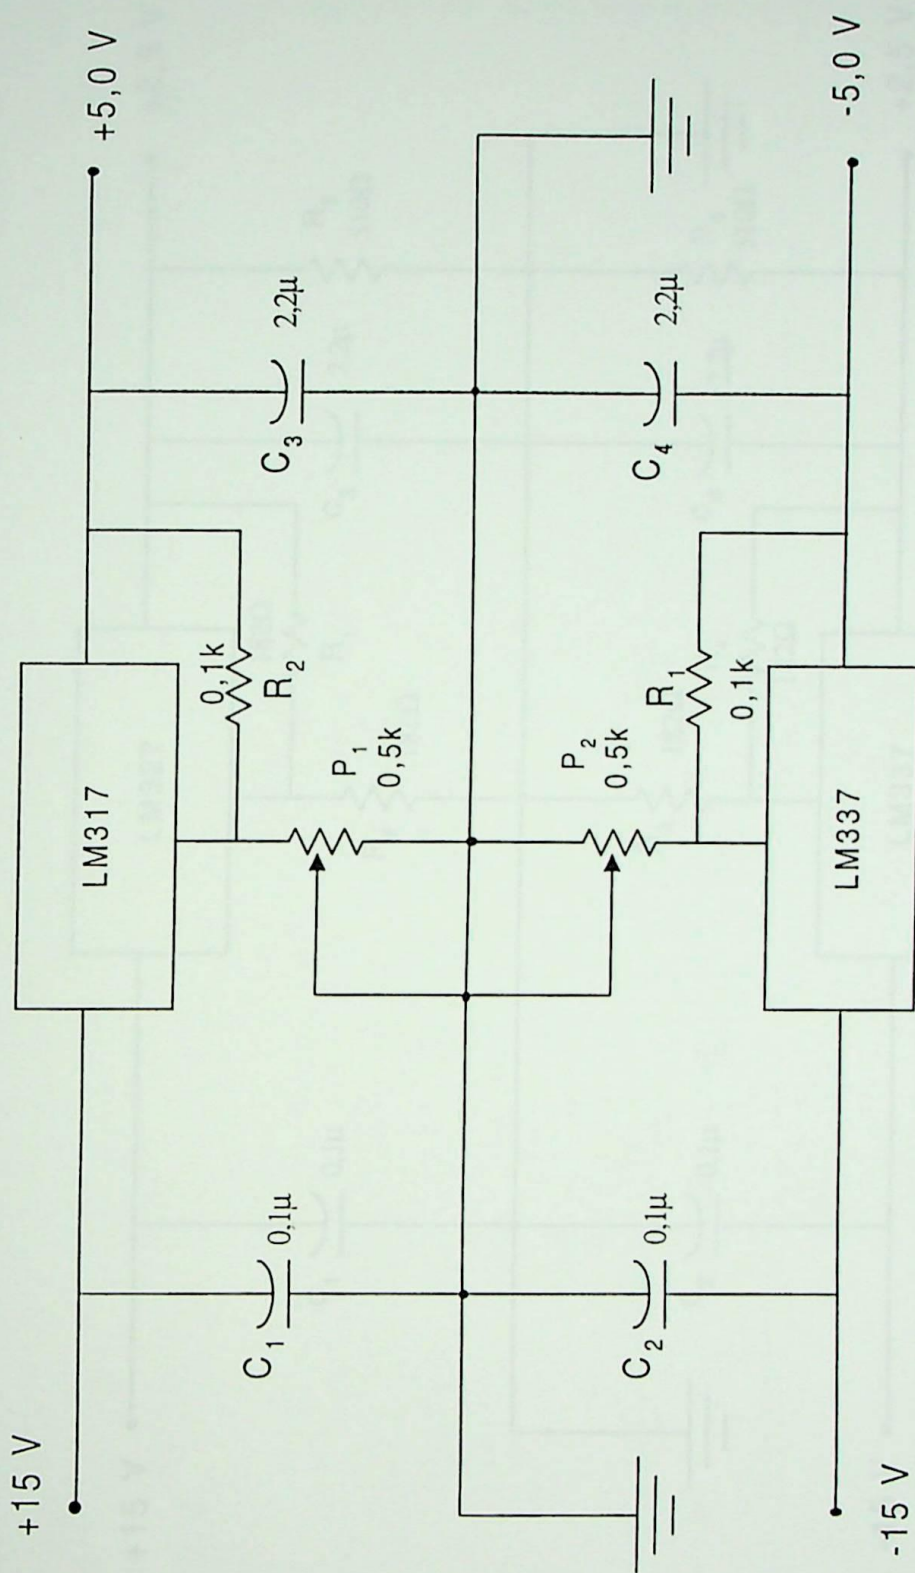 +15 V
+5,0 V
LM317
0,1k
R2
P1
0,5k
C1
0,1µ
C3
2,2µ
P2
0,5k
R1
0,1k
C2
0,1µ
C4
2,2µ
LM337
-15 V
-5,0 V